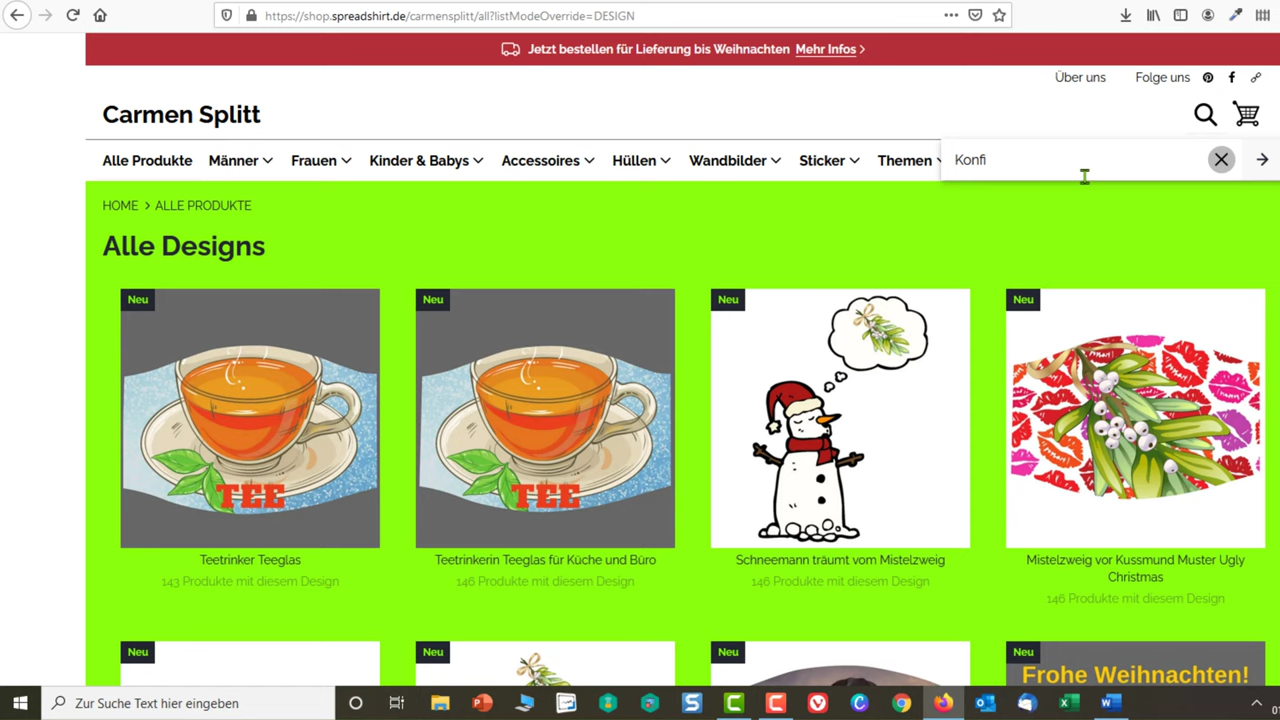 https://shop.spreadshirt.de/carmensplitt/all?listModeOverride=DESIGN
Jetzt bestellen für Lieferung bis Weihnachten Mehr Infos
Über uns Folge uns
Carmen Splitt
Alle Produkte Männer Frauen Kinder & Babys Accessoires Hüllen Wandbilder Sticker Themen
Konfi
HOME > ALLE PRODUKTE
Alle Designs
Neu Neu Neu Neu
TEE TEE
Teetrinker Teeglas
143 Produkte mit diesem Design
Teetrinkerin Teeglas für Küche und Büro
146 Produkte mit diesem Design
Schneemann träumt vom Mistelzweig
146 Produkte mit diesem Design
Mistelzweig vor Kussmund Muster Ugly
Christmas
146 Produkte mit diesem Design
Neu Neu Neu Neu
Frohe Weihnachten!
Zur Suche Text hier eingeben